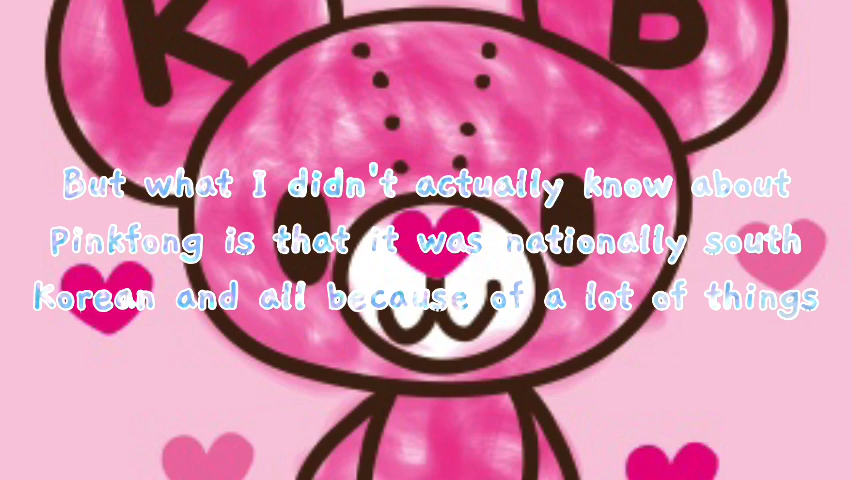 K B
But what I didn't actually know about
Pinkfong is that it was nationally south
Korean and all because of a lot of things